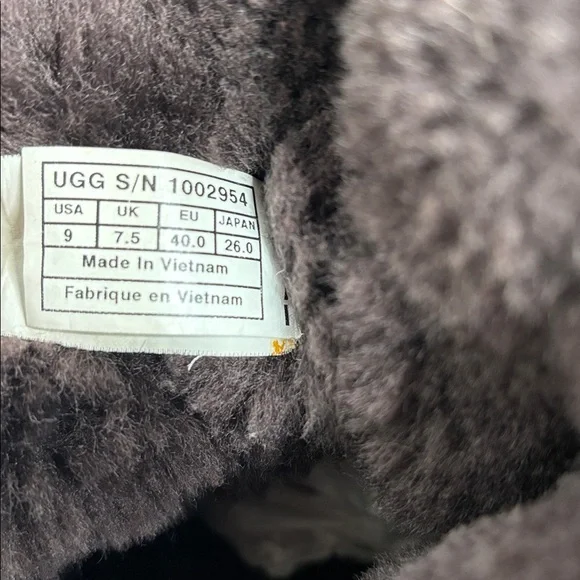 UGG S/N 1002954
USA UK EU JAPAN
9 7.5 40.0 26.0
Made In Vietnam
Fabrique en Vietnam